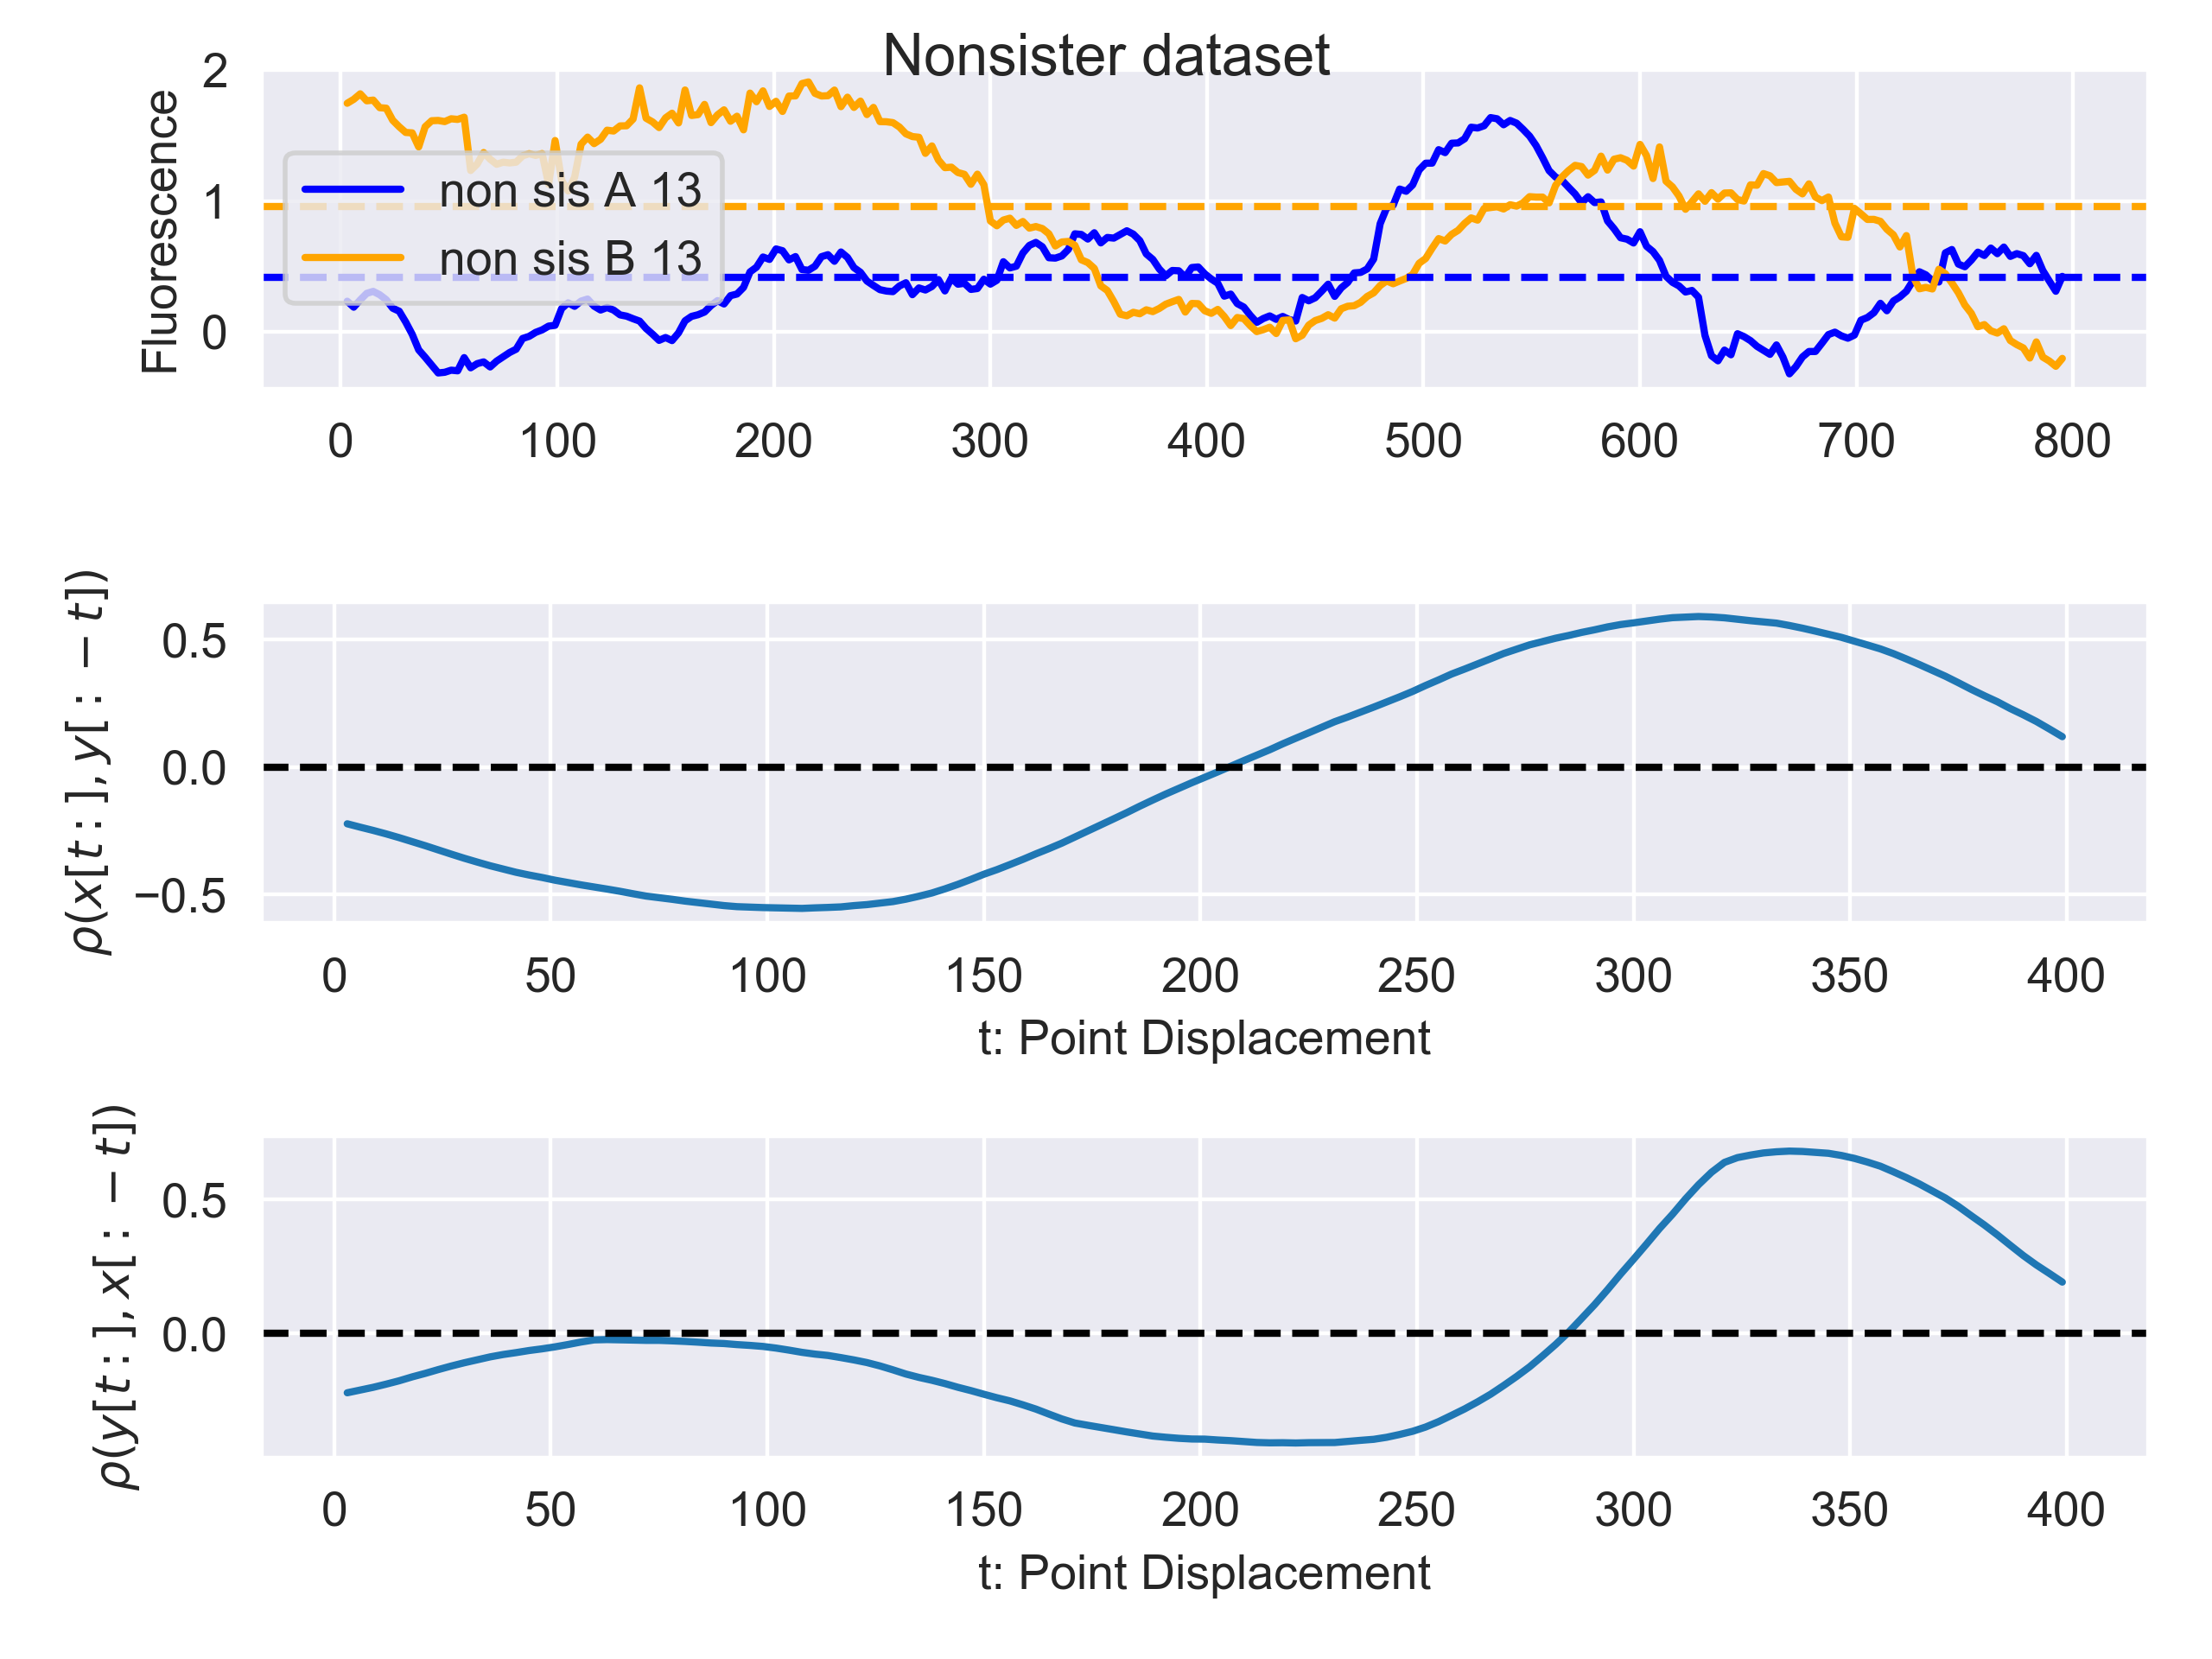 Nonsister dataset
Fluorescence
2
1
0
non sis A 13
non sis B 13
0 100 200 300 400 500 600 700 800
ρ(x[t:],y[:−t])
0.5
0.0
−0.5
0 50 100 150 200 250 300 350 400
t: Point Displacement
ρ(y[t:],x[:−t])
0.5
0.0
0 50 100 150 200 250 300 350 400
t: Point Displacement